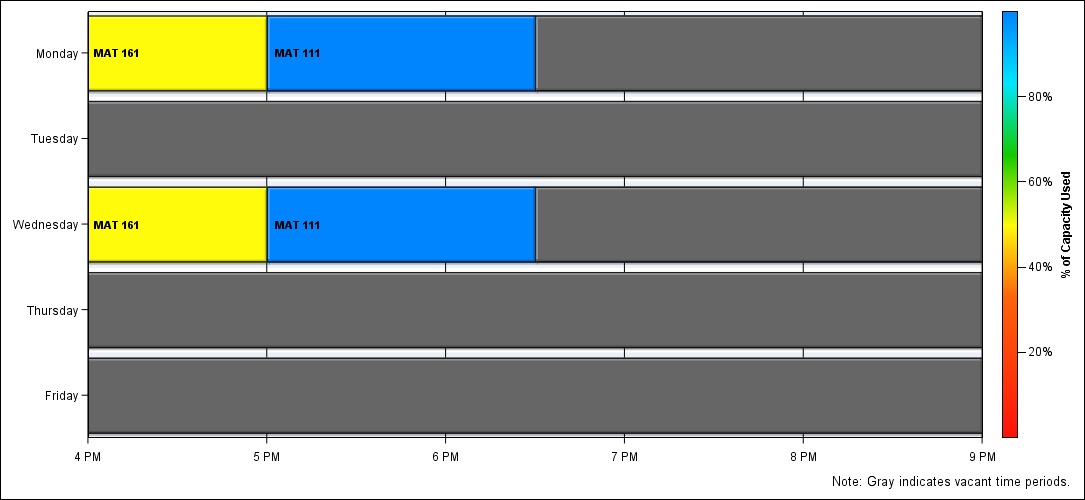 Monday
MAT 161
MAT 111
Tuesday
Wednesday
MAT 161
MAT 111
Thursday
Friday
4 PM
5 PM
6 PM
7 PM
8 PM
9 PM
80%
60%
40%
20%
% of Capacity Used
Note: Gray indicates vacant time periods.